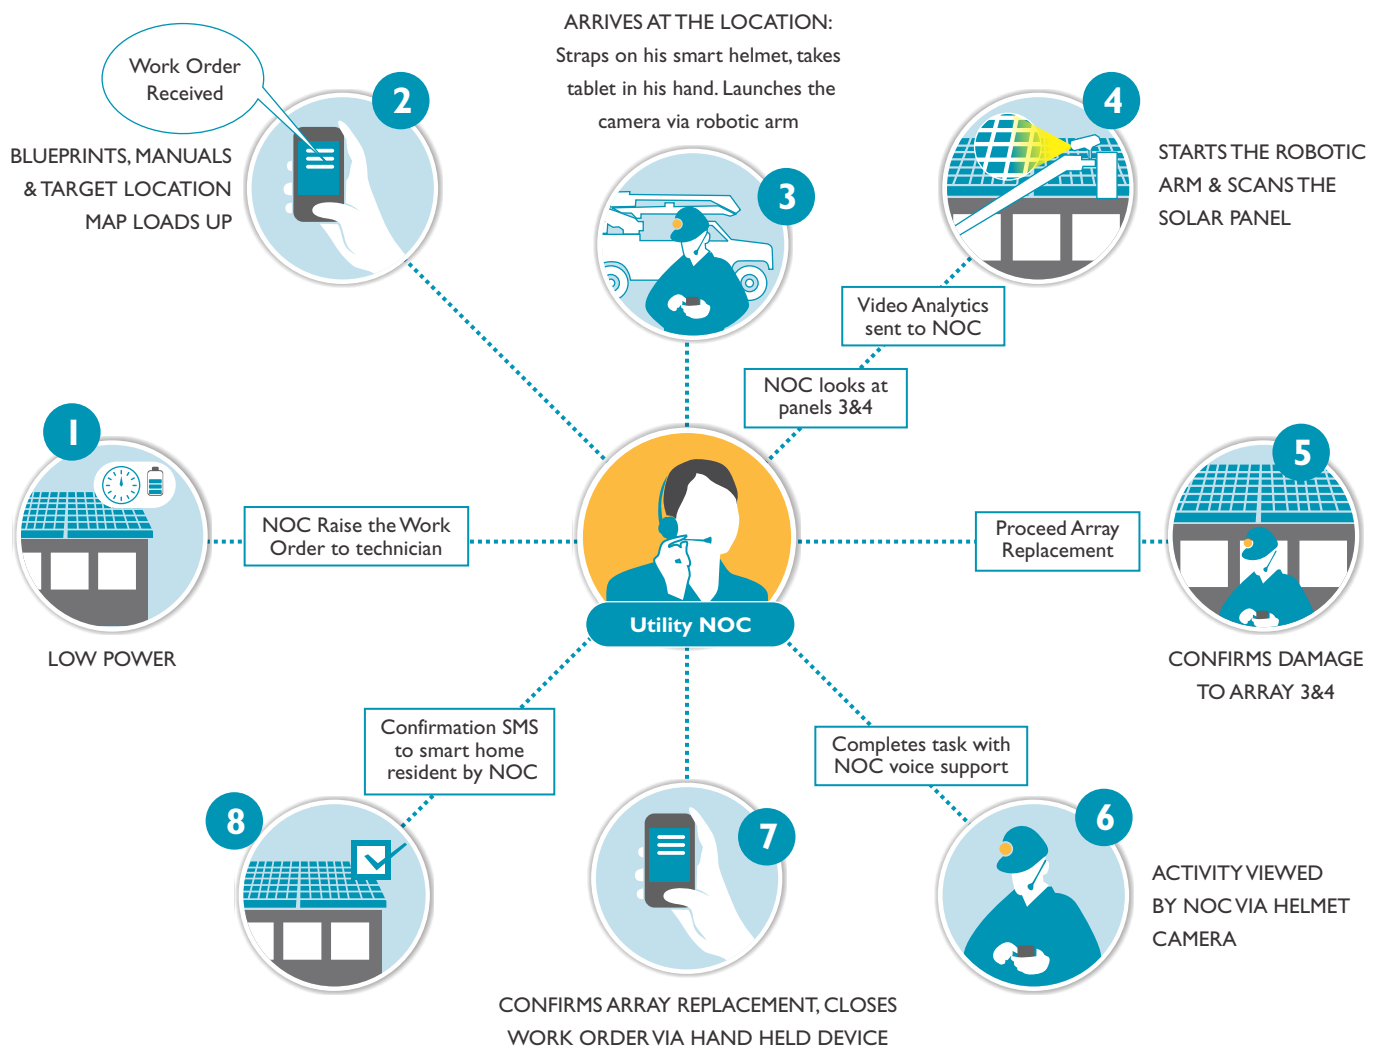 ARRIVES AT THE LOCATION:
Straps on his smart helmet, takes
tablet in his hand. Launches the
camera via robotic arm
Work Order
Received
2
BLUEPRINTS, MANUALS
& TARGET LOCATION
MAP LOADS UP
3
4
STARTS THE ROBOTIC
ARM & SCANS THE
SOLAR PANEL
Video Analytics
sent to NOC
NOC looks at
panels 3&4
1
NOC Raise the Work
Order to technician
LOW POWER
Utility NOC
5
Proceed Array
Replacement
CONFIRMS DAMAGE
TO ARRAY 3&4
Confirmation SMS
to smart home
resident by NOC
8
7
CONFIRMS ARRAY REPLACEMENT, CLOSES
WORK ORDER VIA HAND HELD DEVICE
Completes task with
NOC voice support
6
ACTIVITY VIEWED
BY NOC VIA HELMET
CAMERA